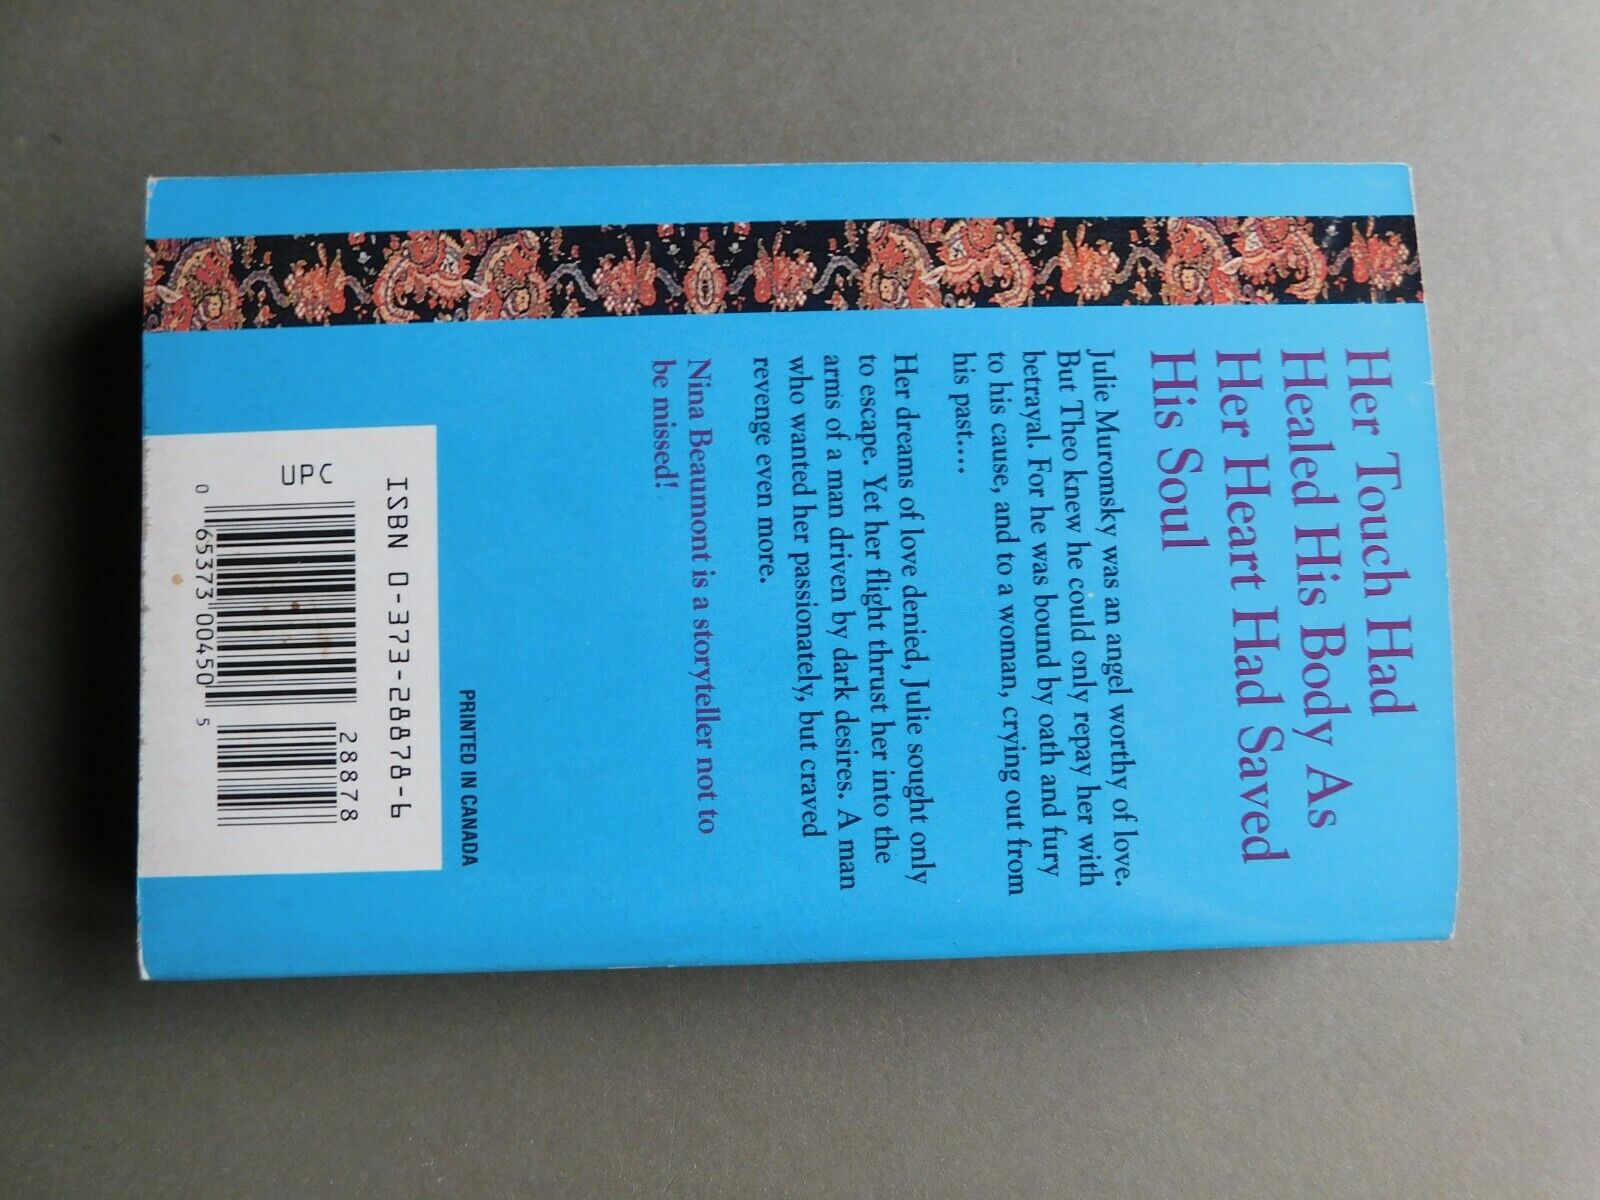 Her Touch Had
Healed His Body As
Her Heart Had Saved
His Soul
Julie Muromsky was an angel worthy of love.
But Theo knew he could only repay her with
betrayal. For he was bound by oath and fury
to his cause, and to a woman, crying out from
his past....
Her dreams of love denied, Julie sought only
to escape. Yet her flight thrust her into the
arms of a man driven by dark desires. A man
who wanted her passionately, but craved
revenge even more.
Nina Beaumont is a storyteller not to
be missed!
PRINTED IN CANADA
ISBN 0-373-28878-6
28878
UPC
0 65373 00450 5